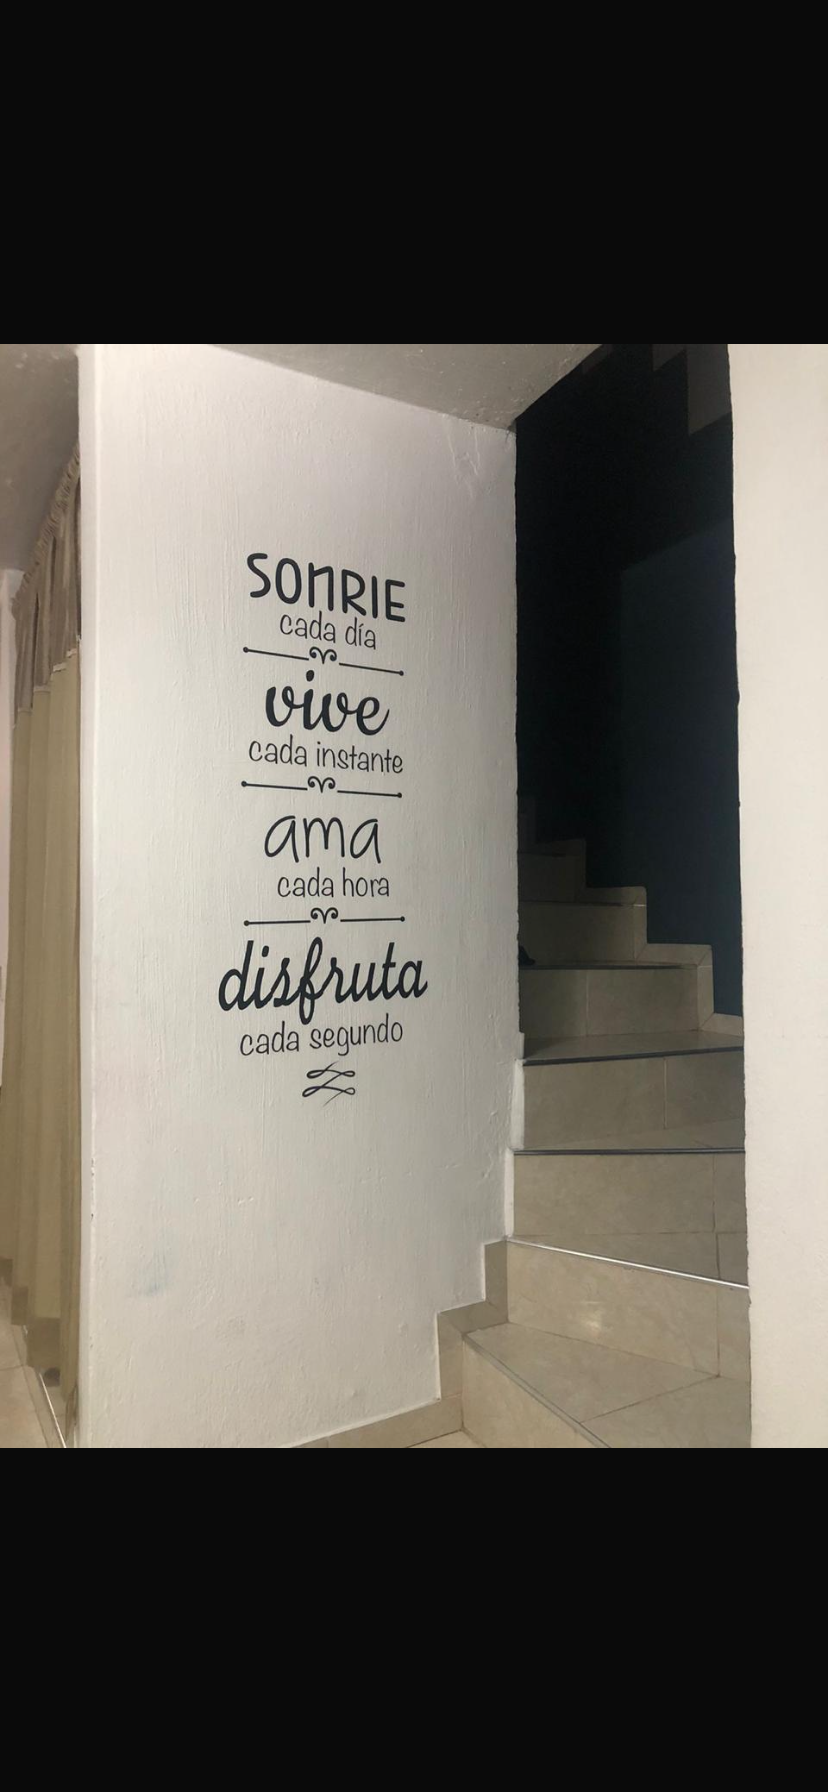 SONRIE
cada día
vive
cada instante
ama
cada hora
disfruta
cada segundo